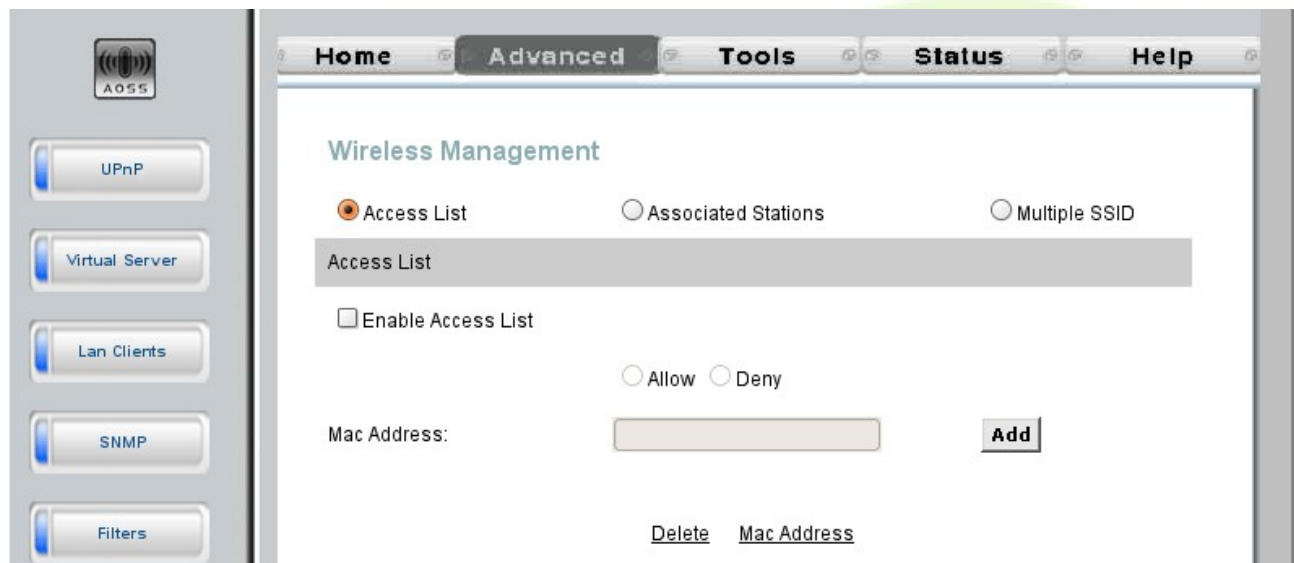 AOSS
UPnP
Virtual Server
Lan Clients
SNMP
Filters
Home Advanced Tools Status Help
Wireless Management
Access List Associated Stations Multiple SSID
Access List
Enable Access List
Allow Deny
Mac Address: Add
Delete Mac Address